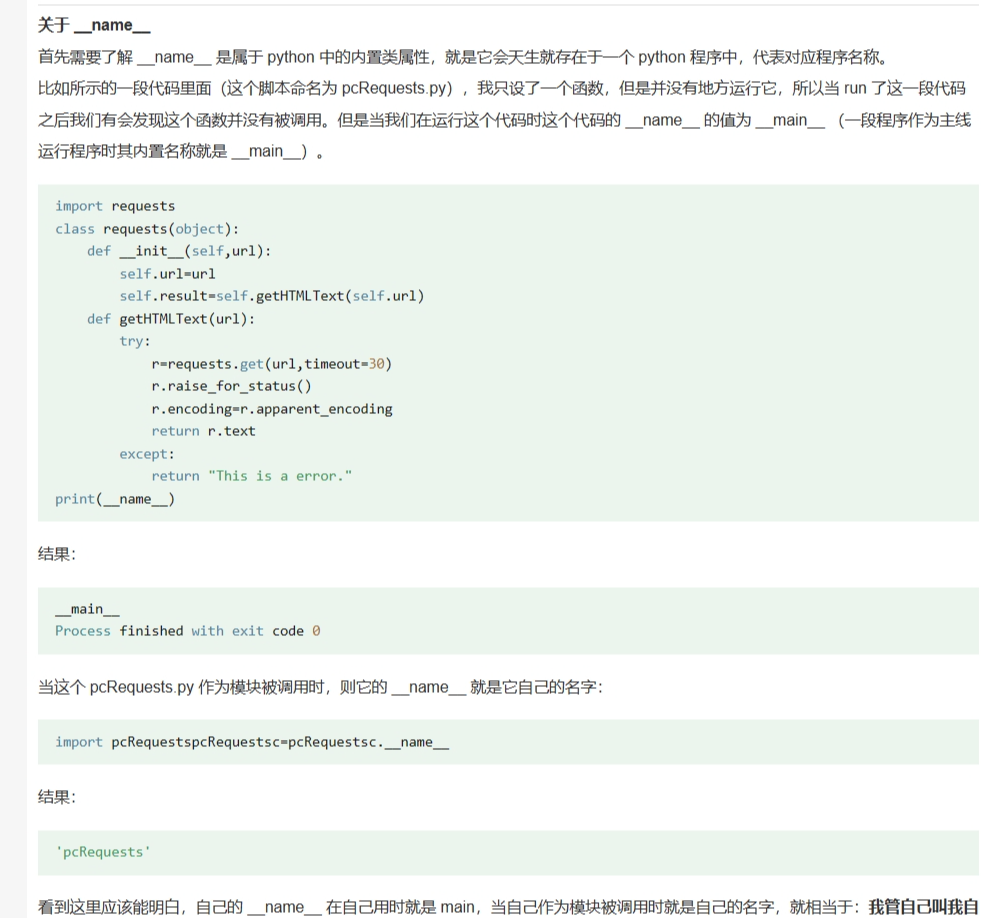 关于 __name__
首先需要了解 __name__ 是属于 python 中的内置类属性，就是它会天生就存在于一个 python 程序中，代表对应程序名称。
比如所示的一段代码里面（这个脚本命名为 pcRequests.py），我只设了一个函数，但是并没有地方运行它，所以当 run 了这一段代码
之后我们有会发现这个函数并没有被调用。但是当我们在运行这个代码时这个代码的 __name__ 的值为 __main__ （一段程序作为主线
运行程序时其内置名称就是 __main__）。
import requests
class requests(object):
    def __init__(self,url):
        self.url=url
        self.result=self.getHTMLText(self.url)
    def getHTMLText(url):
        try:
            r=requests.get(url,timeout=30)
            r.raise_for_status()
            r.encoding=r.apparent_encoding
            return r.text
        except:
            return "This is a error."
print(__name__)
结果：
__main__
Process finished with exit code 0
当这个 pcRequests.py 作为模块被调用时，则它的 __name__ 就是它自己的名字：
import pcRequestspcRequestsc=pcRequestsc.__name__
结果：
'pcRequests'
看到这里应该能明白，自己的 __name__ 在自己用时就是 main，当自己作为模块被调用时就是自己的名字，就相当于：我管自己叫我自